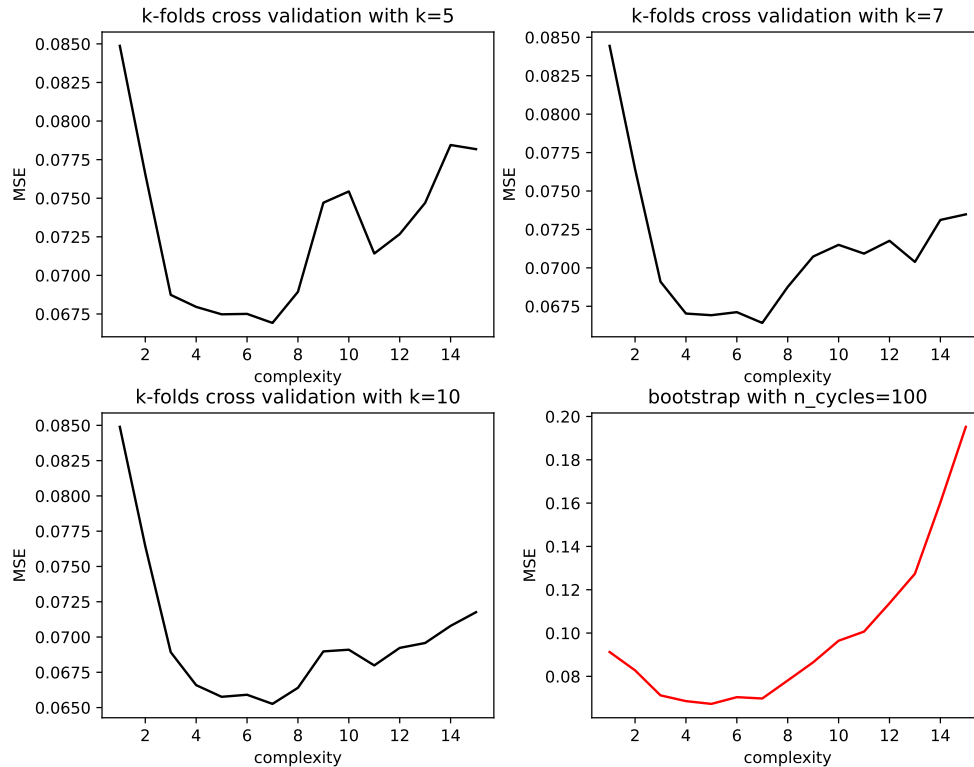 k-folds cross validation with k=5
0.0850
0.0825
0.0800
0.0775
0.0750
0.0725
0.0700
0.0675
MSE
2 4 6 8 10 12 14
complexity
k-folds cross validation with k=7
0.0850
0.0825
0.0800
0.0775
0.0750
0.0725
0.0700
0.0675
MSE
2 4 6 8 10 12 14
complexity
k-folds cross validation with k=10
0.0850
0.0825
0.0800
0.0775
0.0750
0.0725
0.0700
0.0675
0.0650
MSE
2 4 6 8 10 12 14
complexity
bootstrap with n_cycles=100
0.20
0.18
0.16
0.14
0.12
0.10
0.08
MSE
2 4 6 8 10 12 14
complexity